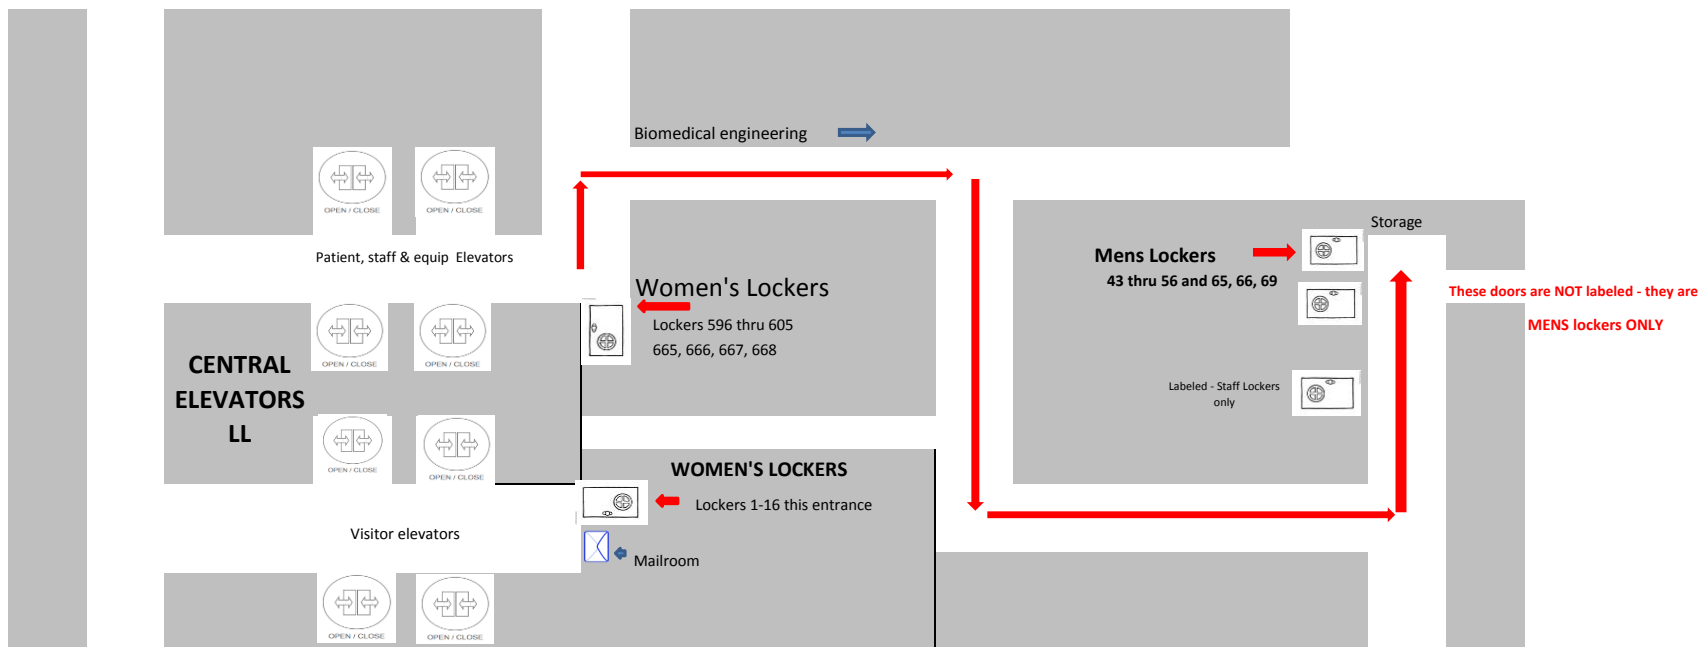 Biomedical engineering
OPEN / CLOSE
OPEN / CLOSE
Patient, staff & equip Elevators
Storage
Mens Lockers
43 thru 56 and 65, 66, 69
These doors are NOT labeled - they are
MENS lockers ONLY
Women's Lockers
Lockers 596 thru 605
665, 666, 667, 668
OPEN / CLOSE
OPEN / CLOSE
CENTRAL
ELEVATORS
LL
Labeled - Staff Lockers
only
OPEN / CLOSE
OPEN / CLOSE
WOMEN'S LOCKERS
Lockers 1-16 this entrance
Visitor elevators
Mailroom
OPEN / CLOSE
OPEN / CLOSE